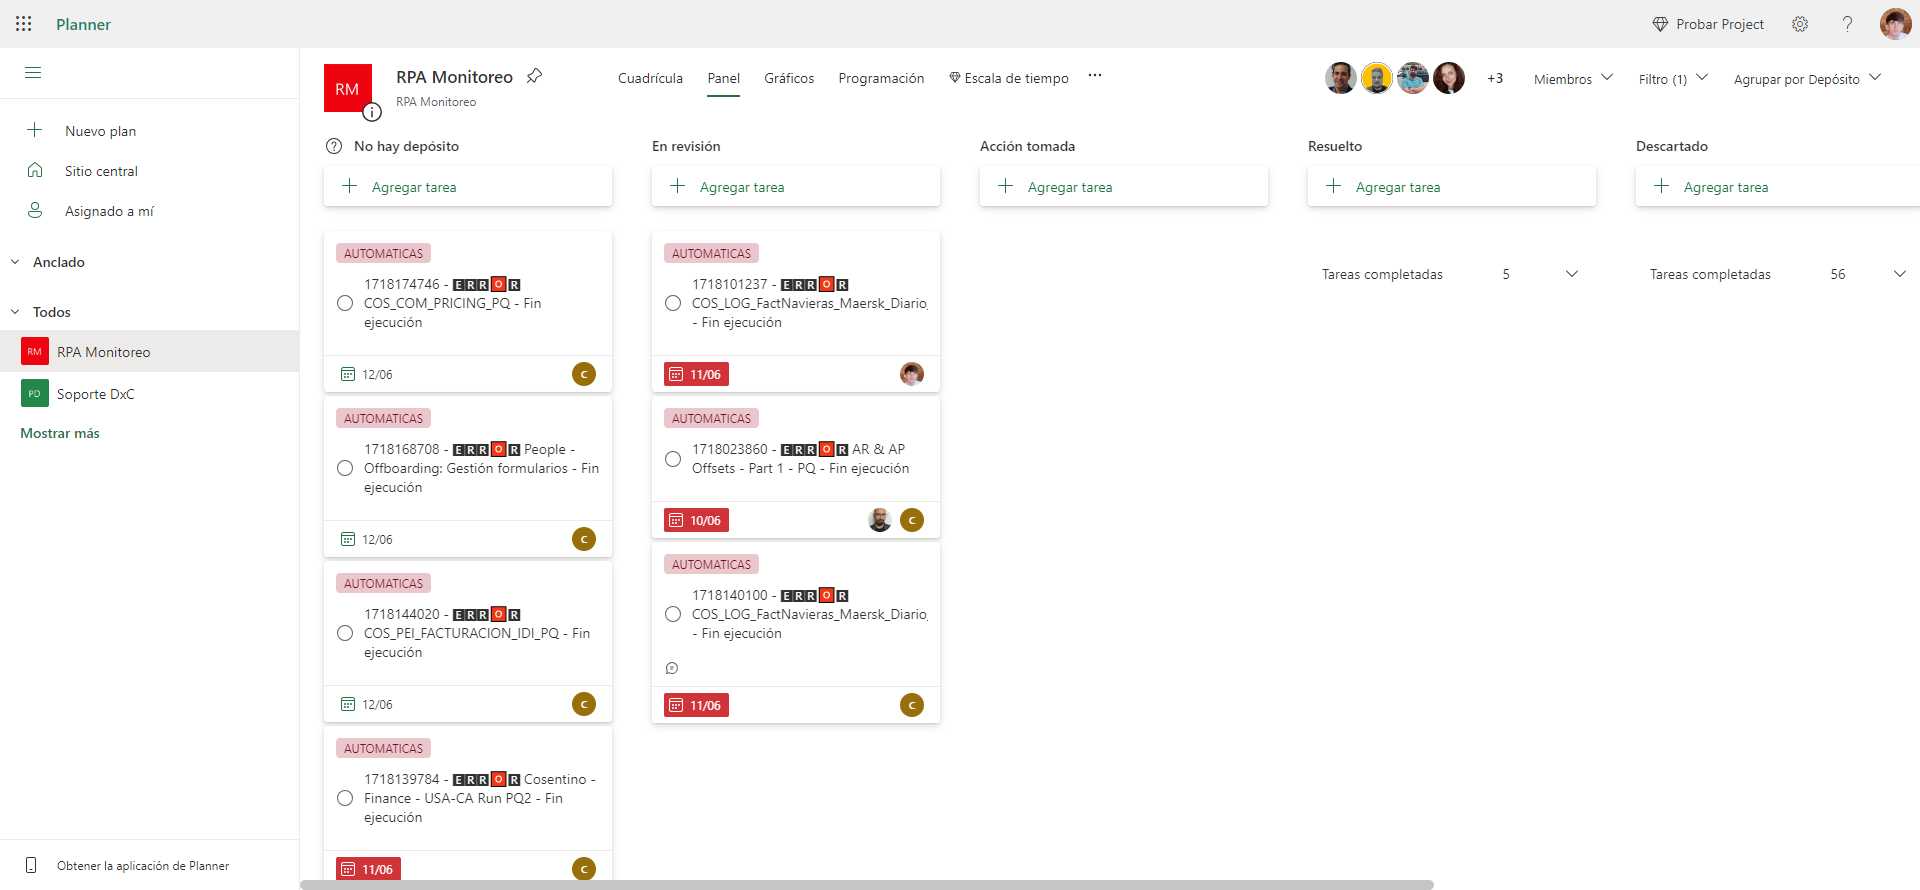 Planner
Probar Project
RM
RPA Monitoreo
RPA Monitoreo
Cuadrícula
Panel
Gráficos
Programación
Escala de tiempo
+3
Miembros
Filtro (1)
Agrupar por Depósito
Nuevo plan
Sitio central
Asignado a mí
Anclado
Todos
RM
RPA Monitoreo
PD
Soporte DxC
Mostrar más
Obtener la aplicación de Planner
No hay depósito
Agregar tarea
AUTOMATICAS
1718174746 - ERROR
COS_COM_PRICING_PQ - Fin
ejecución
12/06
C
AUTOMATICAS
1718168708 - ERROR People -
Offboarding: Gestión formularios - Fin
ejecución
12/06
C
AUTOMATICAS
1718144020 - ERROR
COS_PEI_FACTURACION_IDI_PQ - Fin
ejecución
12/06
C
AUTOMATICAS
1718139784 - ERROR Cosentino -
Finance - USA-CA Run PQ2 - Fin
ejecución
11/06
C
En revisión
Agregar tarea
AUTOMATICAS
1718101237 - ERROR
COS_LOG_FactNavieras_Maersk_Diario_
- Fin ejecución
11/06
AUTOMATICAS
1718023860 - ERROR AR & AP
Offsets - Part 1 - PQ - Fin ejecución
10/06
C
AUTOMATICAS
1718140100 - ERROR
COS_LOG_FactNavieras_Maersk_Diario_
- Fin ejecución
11/06
C
Acción tomada
Agregar tarea
Resuelto
Agregar tarea
Tareas completadas 5
Descartado
Agregar tarea
Tareas completadas 56